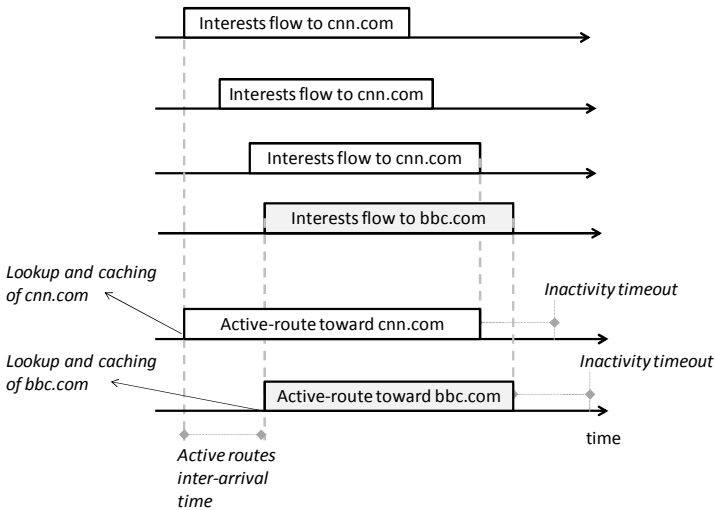 Interests flow to cnn.com
Interests flow to cnn.com
Interests flow to cnn.com
Interests flow to bbc.com
Lookup and caching
of cnn.com
Inactivity timeout
Active-route toward cnn.com
Lookup and caching
of bbc.com
Inactivity timeout
Active-route toward bbc.com
time
Active routes
inter-arrival
time